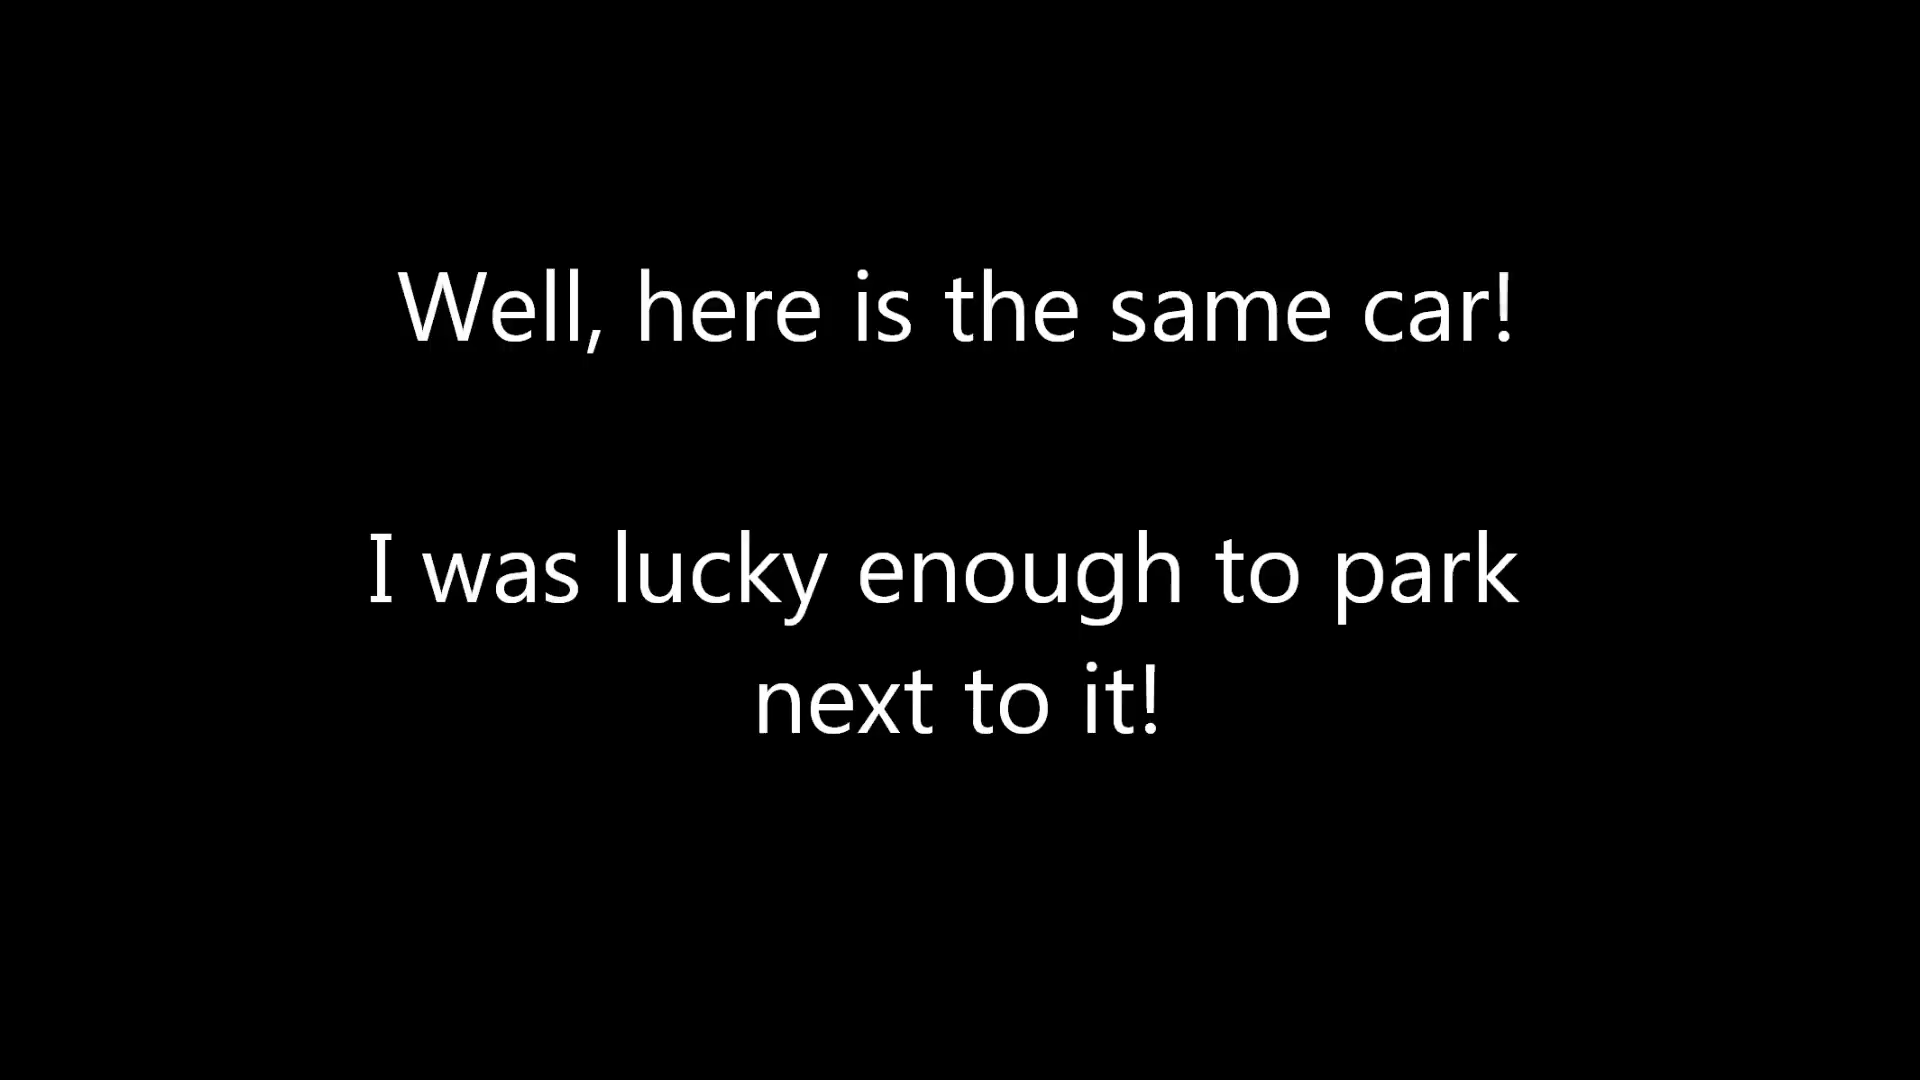 Well, here is the same car!
I was lucky enough to park
next to it!